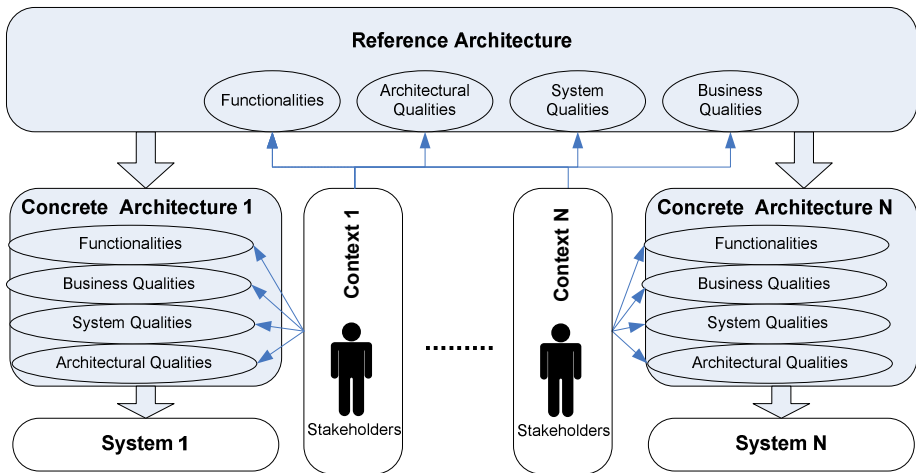 Reference Architecture
Functionalities
Architectural
Qualities
System
Qualities
Business
Qualities
Concrete Architecture 1
Functionalities
Business Qualities
System Qualities
Architectural Qualities
System 1
Context 1
Stakeholders
.........
Context N
Stakeholders
Concrete Architecture N
Functionalities
Business Qualities
System Qualities
Architectural Qualities
System N